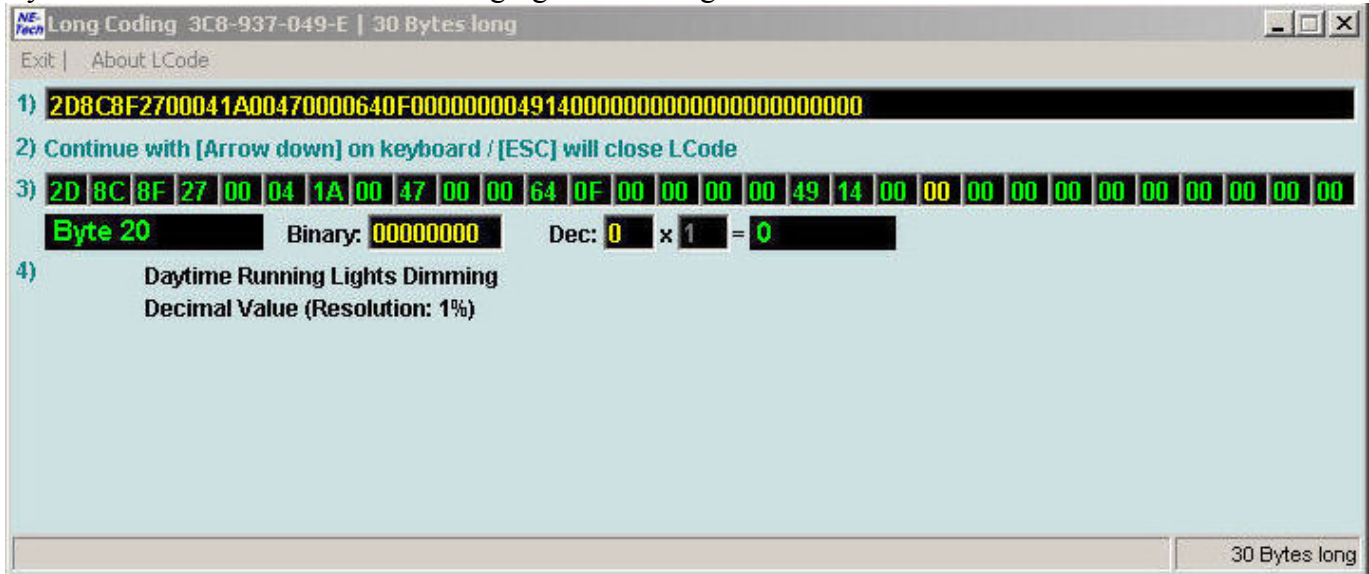 NE-Tech Long Coding 3C8-937-049-E | 30 Bytes long
Exit | About LCode
1) 2D8C8F2700041A00470000640F0000000049140000000000000000000000
2) Continue with [Arrow down] on keyboard / [ESC] will close LCode
3) 2D 8C 8F 27 00 04 1A 00 47 00 00 64 0F 00 00 00 00 49 14 00 00 00 00 00 00 00 00 00 00 00
Byte 20 Binary: 00000000 Dec: 0 x 1 = 0
4) Daytime Running Lights Dimming
Decimal Value (Resolution: 1%)
30 Bytes long